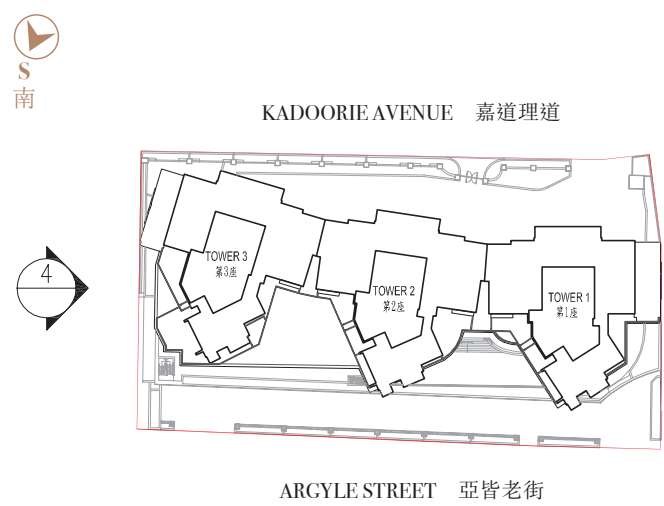 S
南
KADOORIE AVENUE 嘉道理道
TOWER 3
第3座
4
TOWER 2
第2座
TOWER 1
第1座
ARGYLE STREET 亞皆老街